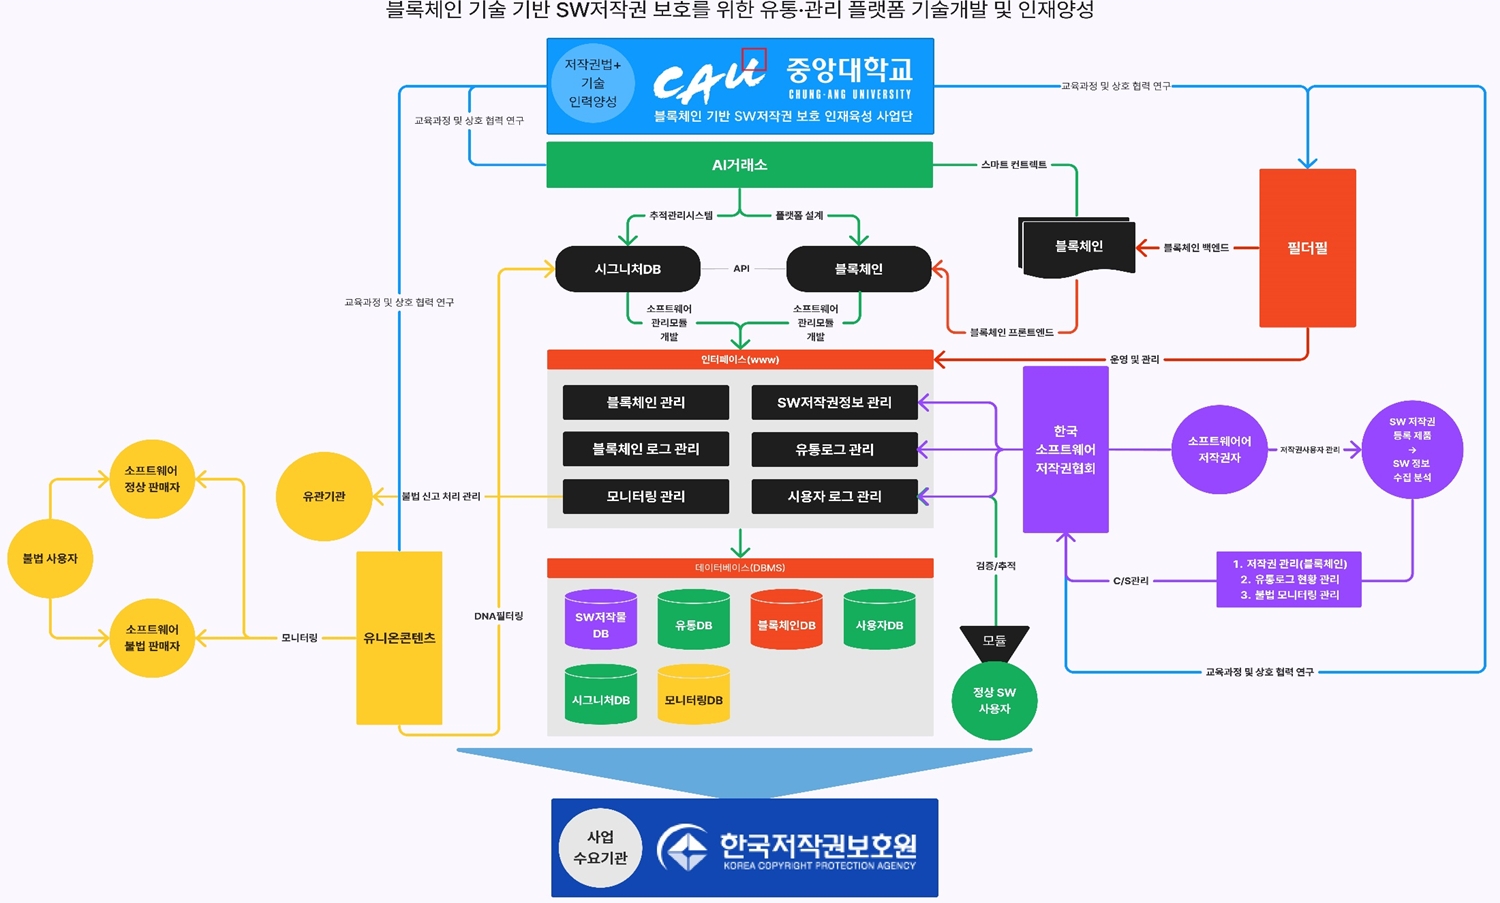 블록체인 기술 기반 SW저작권 보호를 위한 유통·관리 플랫폼 기술개발 및 인재양성
저작권법+
기술
인력양성
CAU
중앙대학교
CHUNG-ANG UNIVERSITY
블록체인 기반 SW저작권 보호 인재육성 사업단
교육과정 및 상호 협력 연구
교육과정 및 상호 협력 연구
AI거래소
스마트 컨트랙트
추적관리시스템
플랫폼 설계
시그니처DB
API
블록체인
블록체인
블록체인 백엔드
필더필
교육과정 및 상호 협력 연구
소프트웨어
관리모듈
개발
소프트웨어
관리모듈
개발
블록체인 프론트엔드
인터페이스(www)
운영 및 관리
블록체인 관리
SW저작권정보 관리
블록체인 로그 관리
유통로그 관리
모니터링 관리
시용자 로그 관리
한국
소프트웨어
저작권협회
소프트웨어어
저작권자
저작권사용자 관리
SW 저작권
등록 제품
→
SW 정보
수집 분석
소프트웨어
정상 판매자
유관기관
불법 신고 처리 관리
불법 사용자
소프트웨어
불법 판매자
모니터링
유니온콘텐츠
DNA필터링
검증/추적
C/S관리
1. 저작권 관리(블록체인)
2. 유통로그 현황 관리
3. 불법 모니터링 관리
데이터베이스(DBMS)
SW저작물
DB
유통DB
블록체인DB
사용자DB
시그니처DB
모니터링DB
모듈
정상 SW
사용자
교육과정 및 상호 협력 연구
사업
수요기관
한국저작권보호원
KOREA COPYRIGHT PROTECTION AGENCY